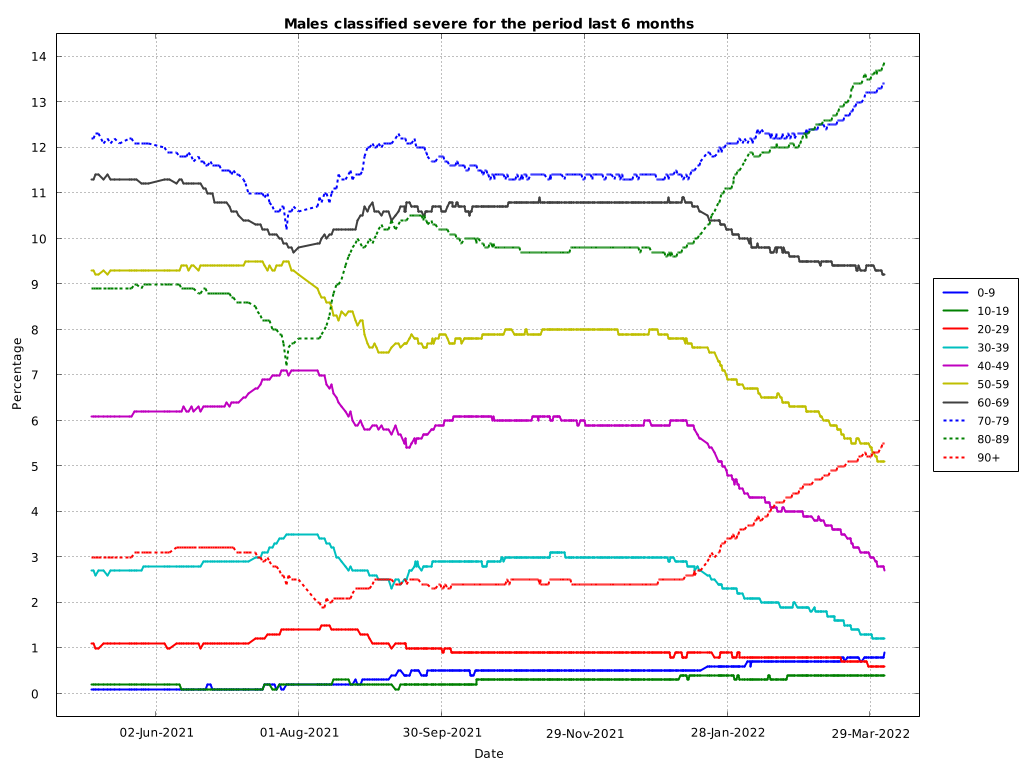 Males classified severe for the period last 6 months
Percentage
14
13
12
11
10
9
8
7
6
5
4
3
2
1
0
02-Jun-2021
01-Aug-2021
30-Sep-2021
29-Nov-2021
28-Jan-2022
29-Mar-2022
Date
0-9
10-19
20-29
30-39
40-49
50-59
60-69
70-79
80-89
90+